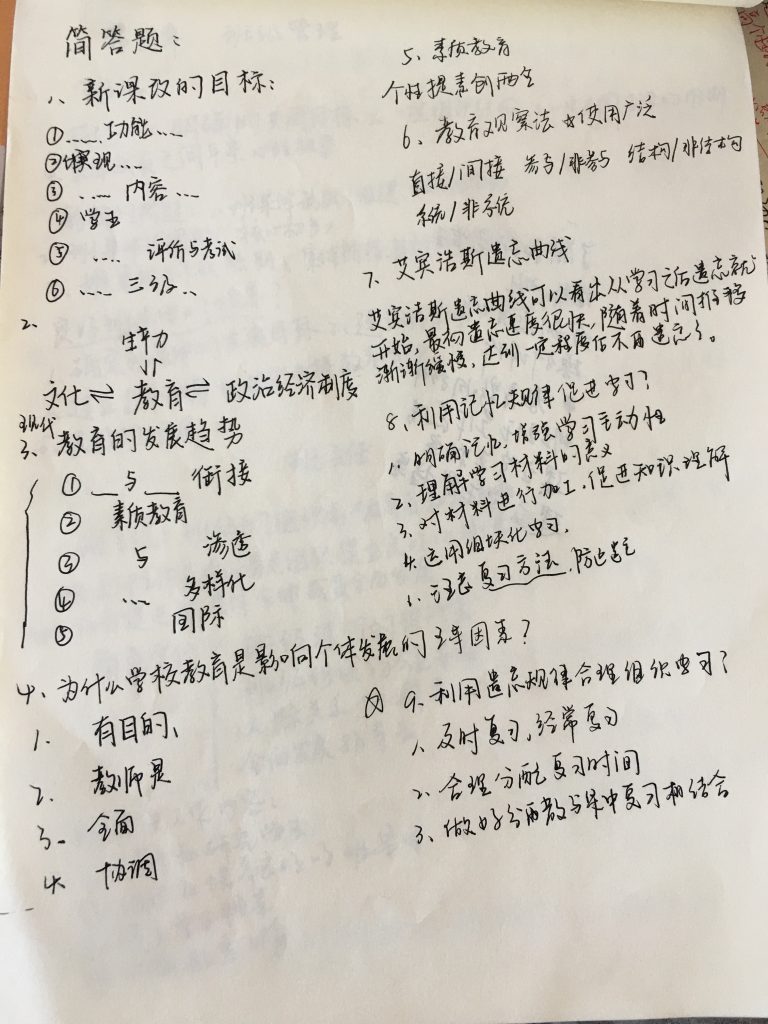 简答题：
1、新课改的目标：
① …… 功能 ……
② 课程 ……
③ …… 内容 …
④ 学生
⑤ …… 评价与考试
⑥ …… 三级 ..
2.
生产力
↓↑
文化⇌ 教育⇌ 政治经济制度
现代
3、教育的发展趋势
① __与__ 衔接
② 素质教育
③ 与 渗透
④ … 多样化
⑤ 国际
4、为什么学校教育是影响个体发展的主导因素？
1. 有目的、
2. 教师是
3. 全面
4. 协调
5、素质教育
个性提素创两全
6、教育观察法 使用广泛
直接/间接 参与/非参与 结构/非结构
系统/非系统
7、艾宾浩斯遗忘曲线
艾宾浩斯遗忘曲线可以看出从学习之后遗忘就
开始，最初遗忘速度很快，随着时间推移
渐渐缓慢，达到一定程度估不再遗忘了。
8、利用记忆规律促进学习？
1. 明确记忆，增强学习主动性
2. 理解学习材料的意义
3. 对材料进行加工，促进知识理解
4. 运用组块化学习.
5. 注意复习方法，防止遗忘
9、利用遗忘规律合理组织复习？
1. 及时复习，经常复习
2. 合理分配复习时间
3、做好分散与集中复习相结合